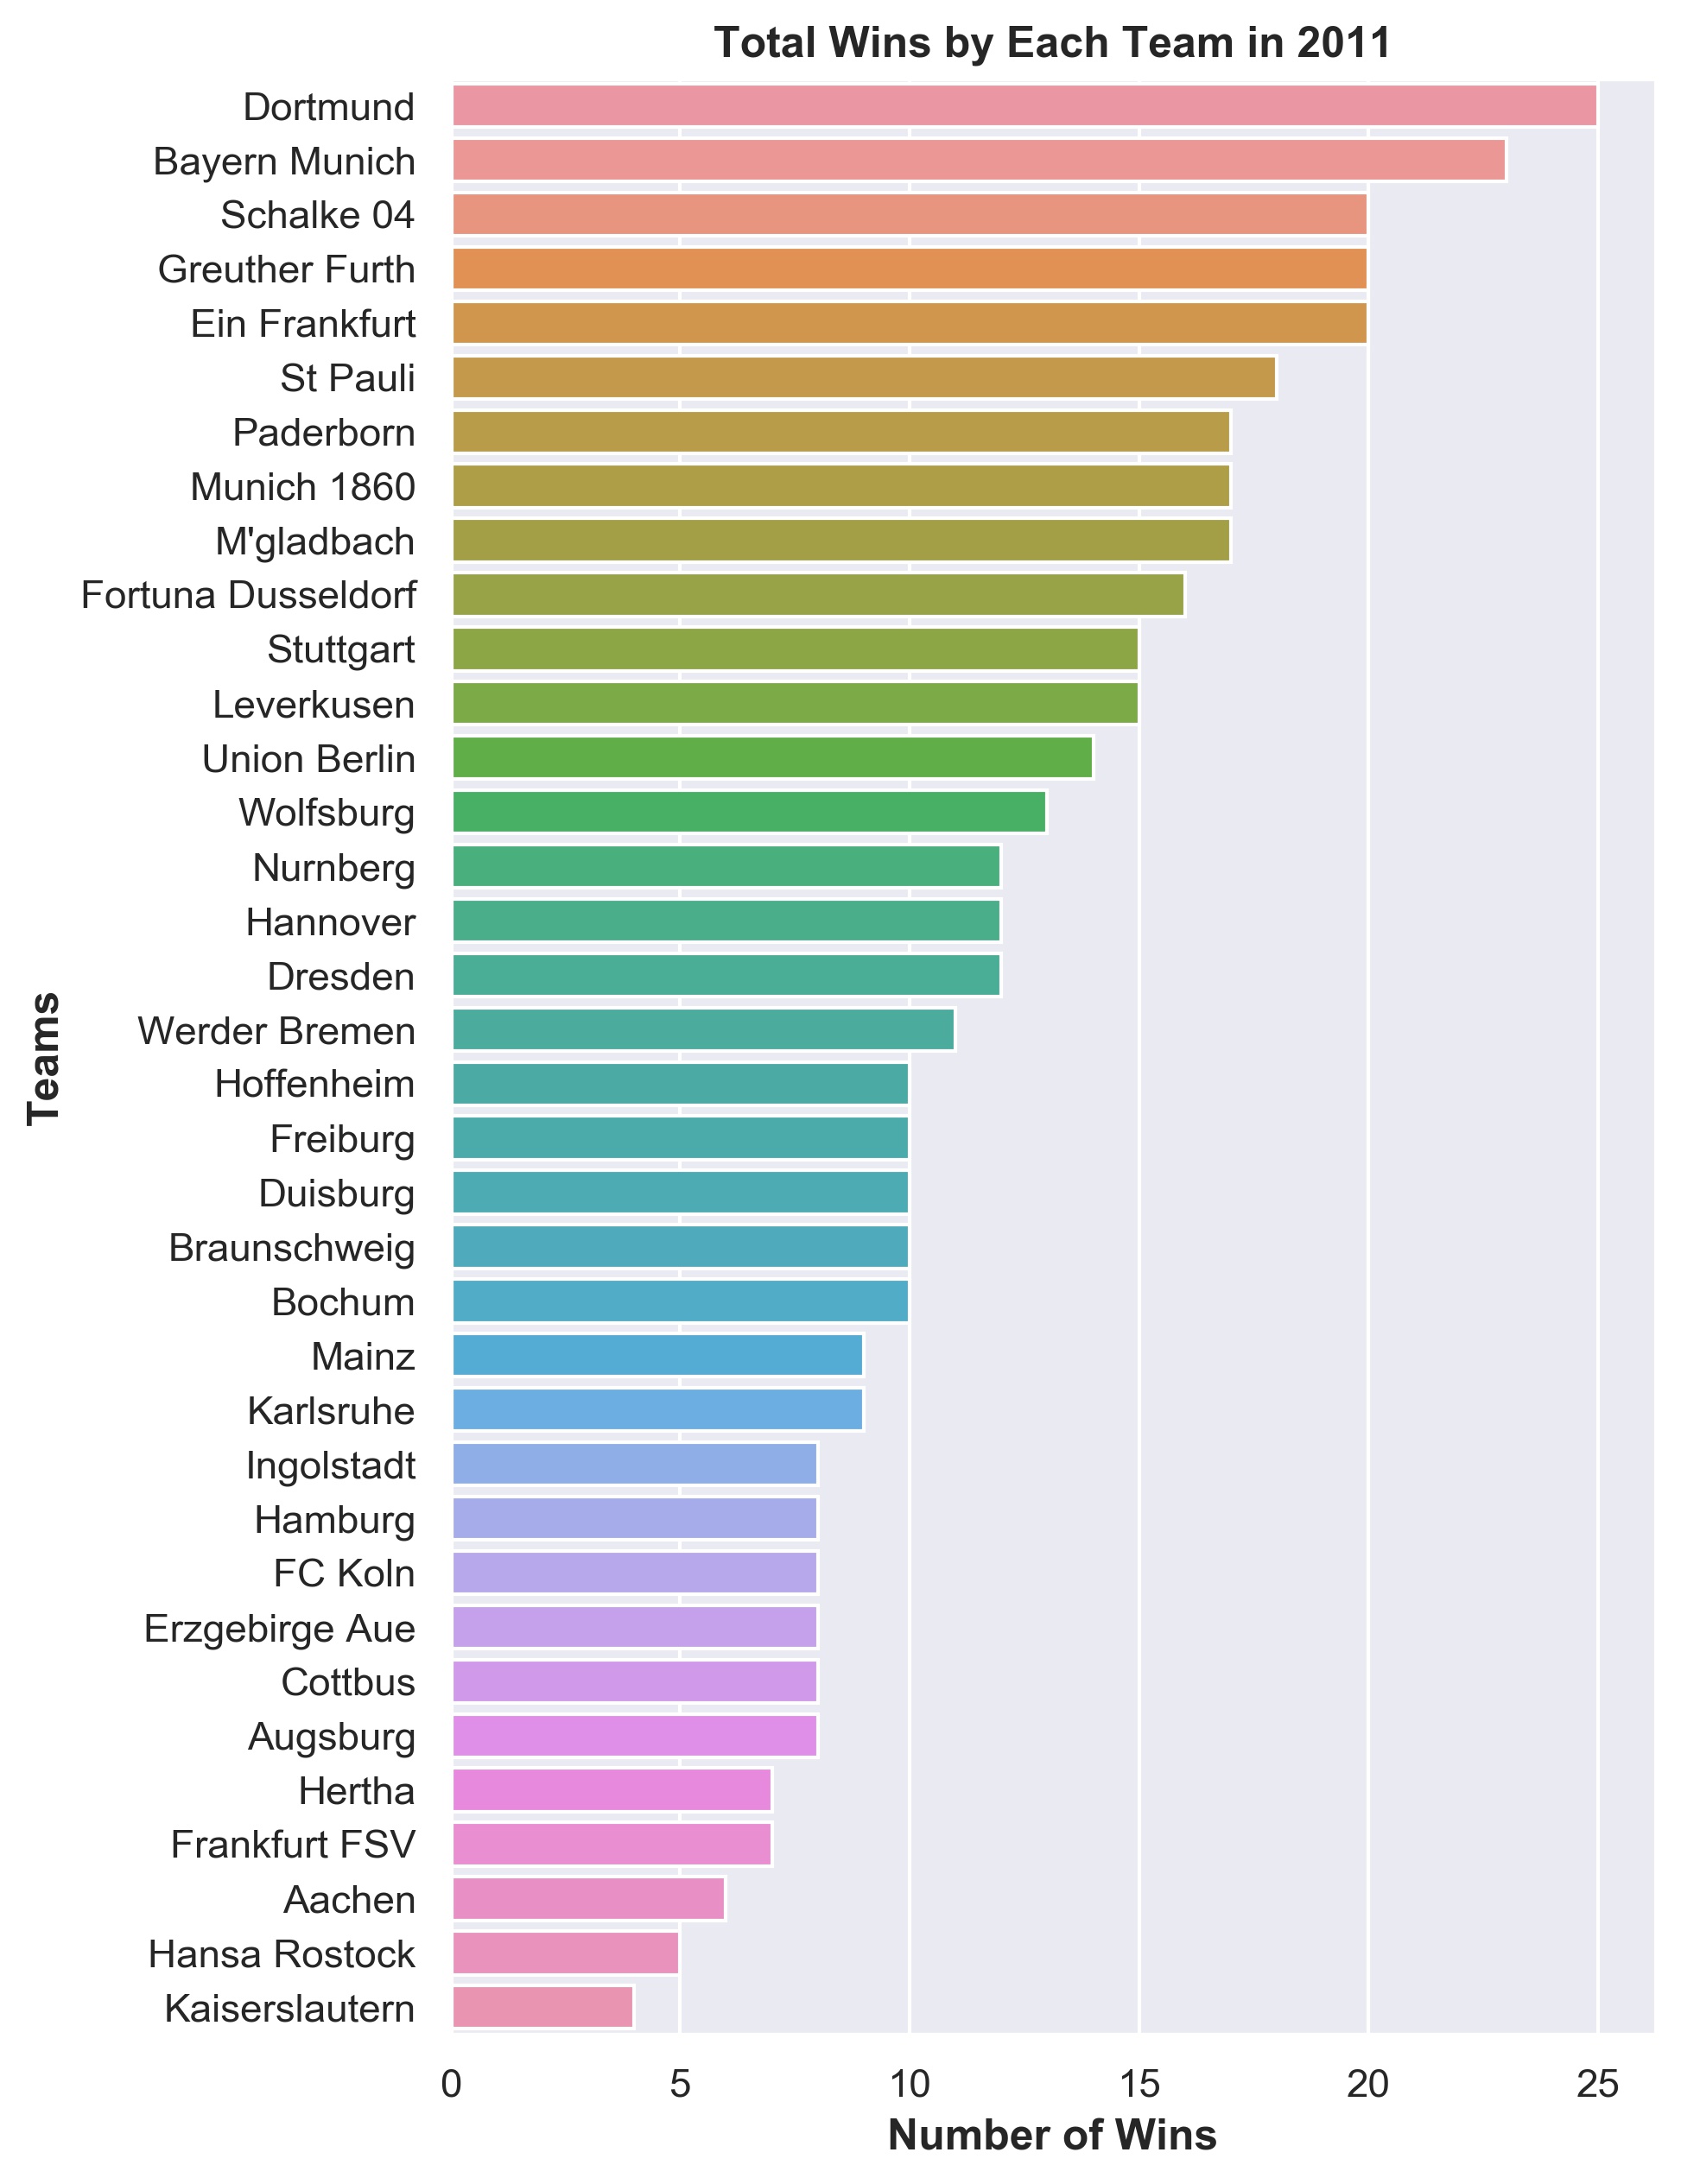 Total Wins by Each Team in 2011
Dortmund
Bayern Munich
Schalke 04
Greuther Furth
Ein Frankfurt
St Pauli
Paderborn
Munich 1860
M'gladbach
Fortuna Dusseldorf
Stuttgart
Leverkusen
Union Berlin
Wolfsburg
Nurnberg
Hannover
Dresden
Werder Bremen
Hoffenheim
Freiburg
Duisburg
Braunschweig
Bochum
Mainz
Karlsruhe
Ingolstadt
Hamburg
FC Koln
Erzgebirge Aue
Cottbus
Augsburg
Hertha
Frankfurt FSV
Aachen
Hansa Rostock
Kaiserslautern
Teams
0 5 10 15 20 25
Number of Wins